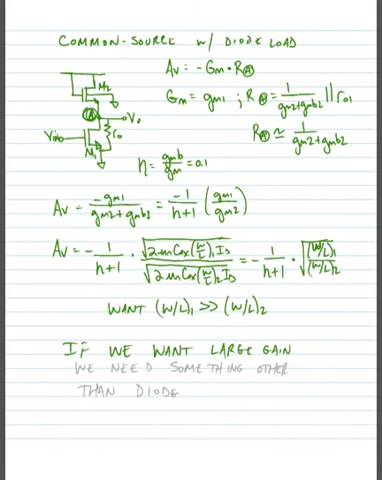 COMMON-SOURCE w/ DIODE LOAD
Av = -Gm·RⒶ
Gm = gm1 ; RⒶ = 1/(gm2+gmb2) || ro1
RⒶ ≃ 1/(gm2+gmb2)
M2
Ⓐ
Vo
Vin
ro
M1
η = gmb/gm = 0.1
Av = -gm1/(gm2+gmb2) = -1/(η+1) (gm1/gm2)
Av = - 1/(η+1) · √(2μnCox(W/L)1 ID)/√(2μnCox(W/L)2 ID) = - 1/(η+1) · √((W/L)1/(W/L)2)
WANT (W/L)1 >> (W/L)2
IF WE WANT LARGE GAIN
WE NEED SOMETHING OTHER
THAN DIODE